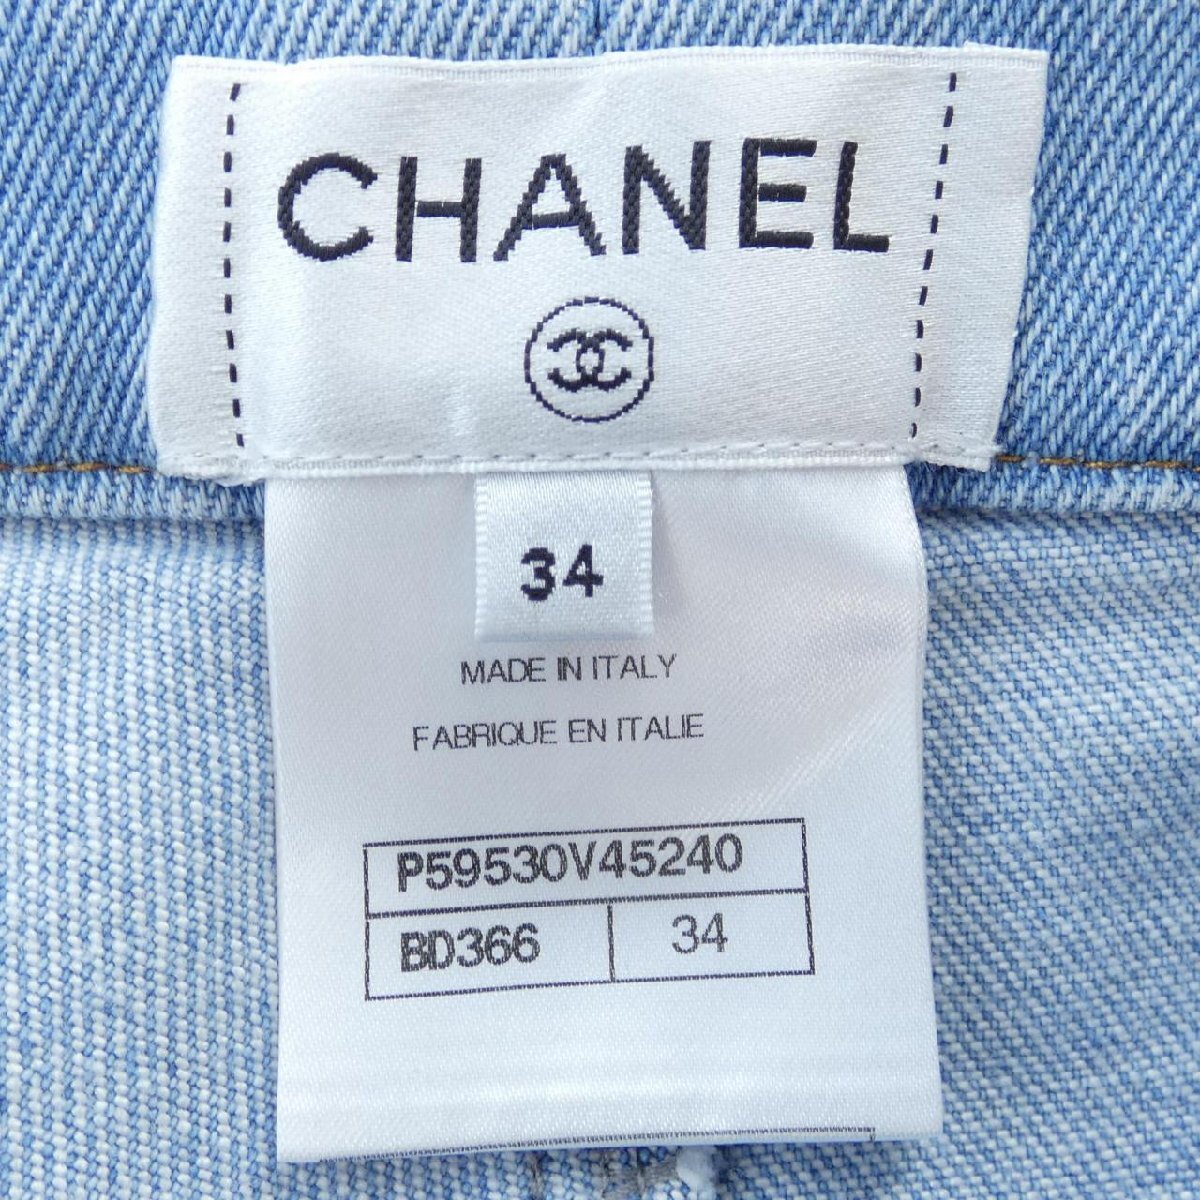 CHANEL
34
MADE IN ITALY
FABRIQUE EN ITALIE
P59530V45240
BD366 34